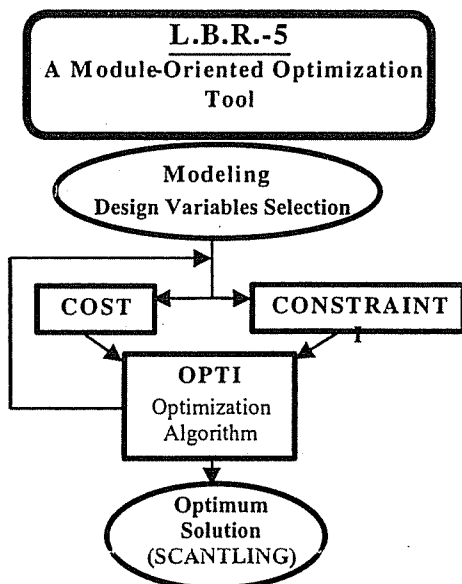 L.B.R.-5
A Module-Oriented Optimization
Tool
Modeling
Design Variables Selection
COST
CONSTRAINT
I
OPTI
Optimization
Algorithm
Optimum
Solution
(SCANTLING)